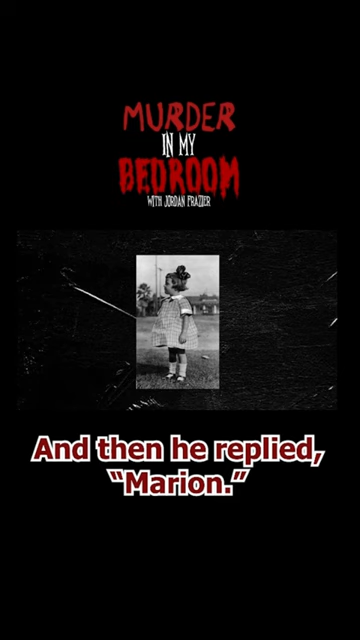 MURDER
IN MY
BEDROOM
WITH JORDAN FRAZIER
And then he replied,
“Marion.”